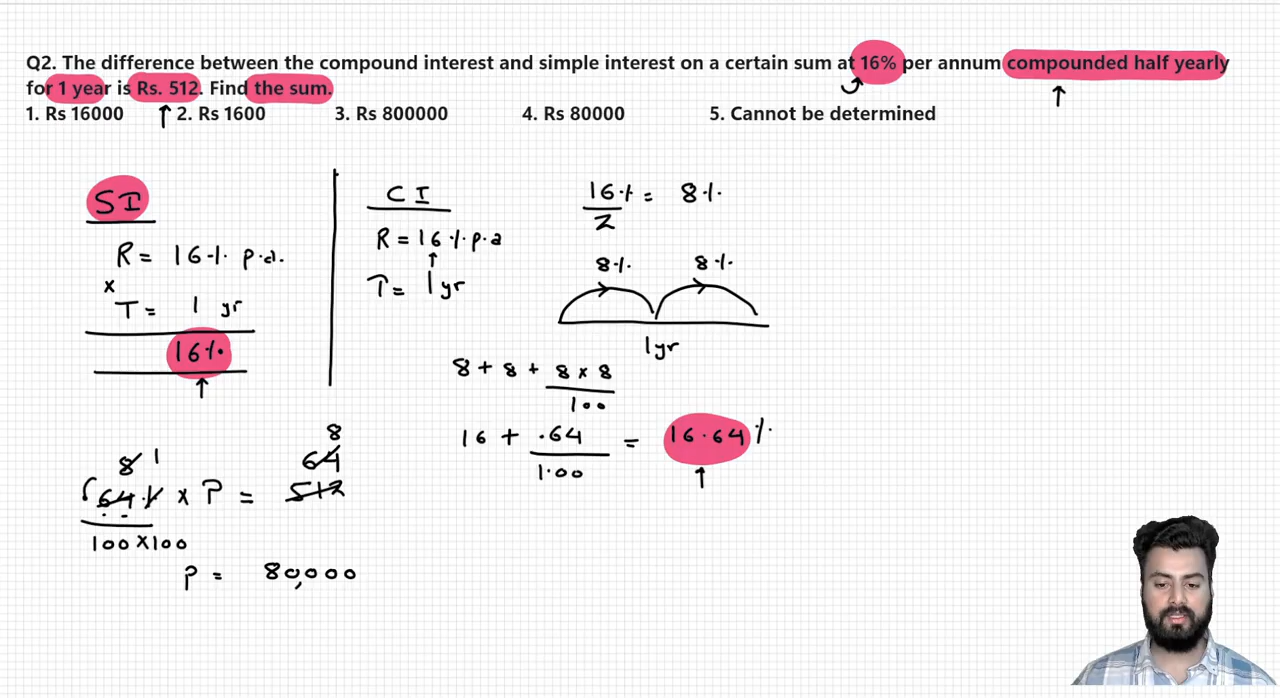 Q2. The difference between the compound interest and simple interest on a certain sum at 16% per annum compounded half yearly
for 1 year is Rs. 512. Find the sum.
1. Rs 16000 2. Rs 1600 3. Rs 800000 4. Rs 80000 5. Cannot be determined
SI
R = 16% p.a.
x
T = 1 yr
16%
CI
R = 16% p.a
T = 1 yr
16% / 2 = 8%
8% 8%
1yr
8 + 8 + 8 x 8
100
16 + .64 = 16.64%
1.00
8 1 8
64
.64% x P = 512
100 x 100
P = 80,000